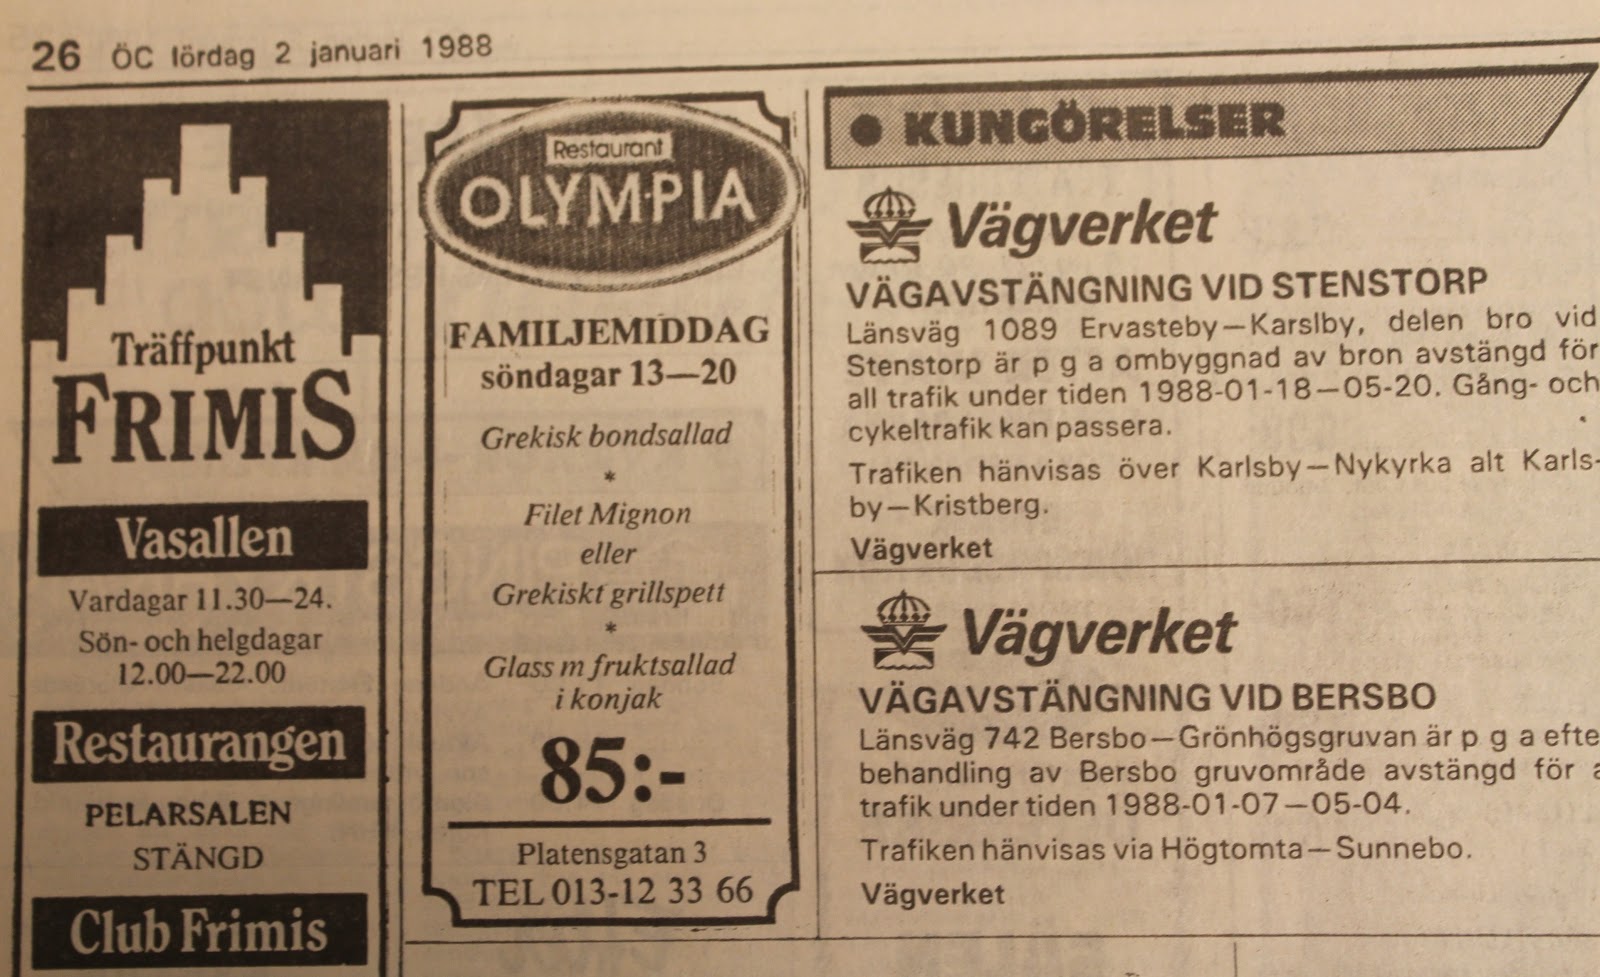 26 ÖC lördag 2 januari 1988
Träffpunkt
FRIMIS
Vasallen
Vardagar 11.30—24.
Sön- och helgdagar
12.00—22.00
Restaurangen
PELARSALEN
STÄNGD
Club Frimis
Restaurant
OLYMPIA
FAMILJEMIDDAG
söndagar 13—20
Grekisk bondsallad
*
Filet Mignon
eller
Grekiskt grillspett
*
Glass m fruktsallad
i konjak
85:-
Platensgatan 3
TEL 013-12 33 66
● KUNGÖRELSER
Vägverket
VÄGAVSTÄNGNING VID STENSTORP
Länsväg 1089 Ervasteby—Karslby, delen bro vid
Stenstorp är p g a ombyggnad av bron avstängd för
all trafik under tiden 1988-01-18—05-20. Gång- och
cykeltrafik kan passera.
Trafiken hänvisas över Karlsby—Nykyrka alt Karls-
by—Kristberg.
Vägverket
Vägverket
VÄGAVSTÄNGNING VID BERSBO
Länsväg 742 Bersbo—Grönhögsgruvan är p g a efte
behandling av Bersbo gruvområde avstängd för a
trafik under tiden 1988-01-07—05-04.
Trafiken hänvisas via Högtomta—Sunnebo.
Vägverket